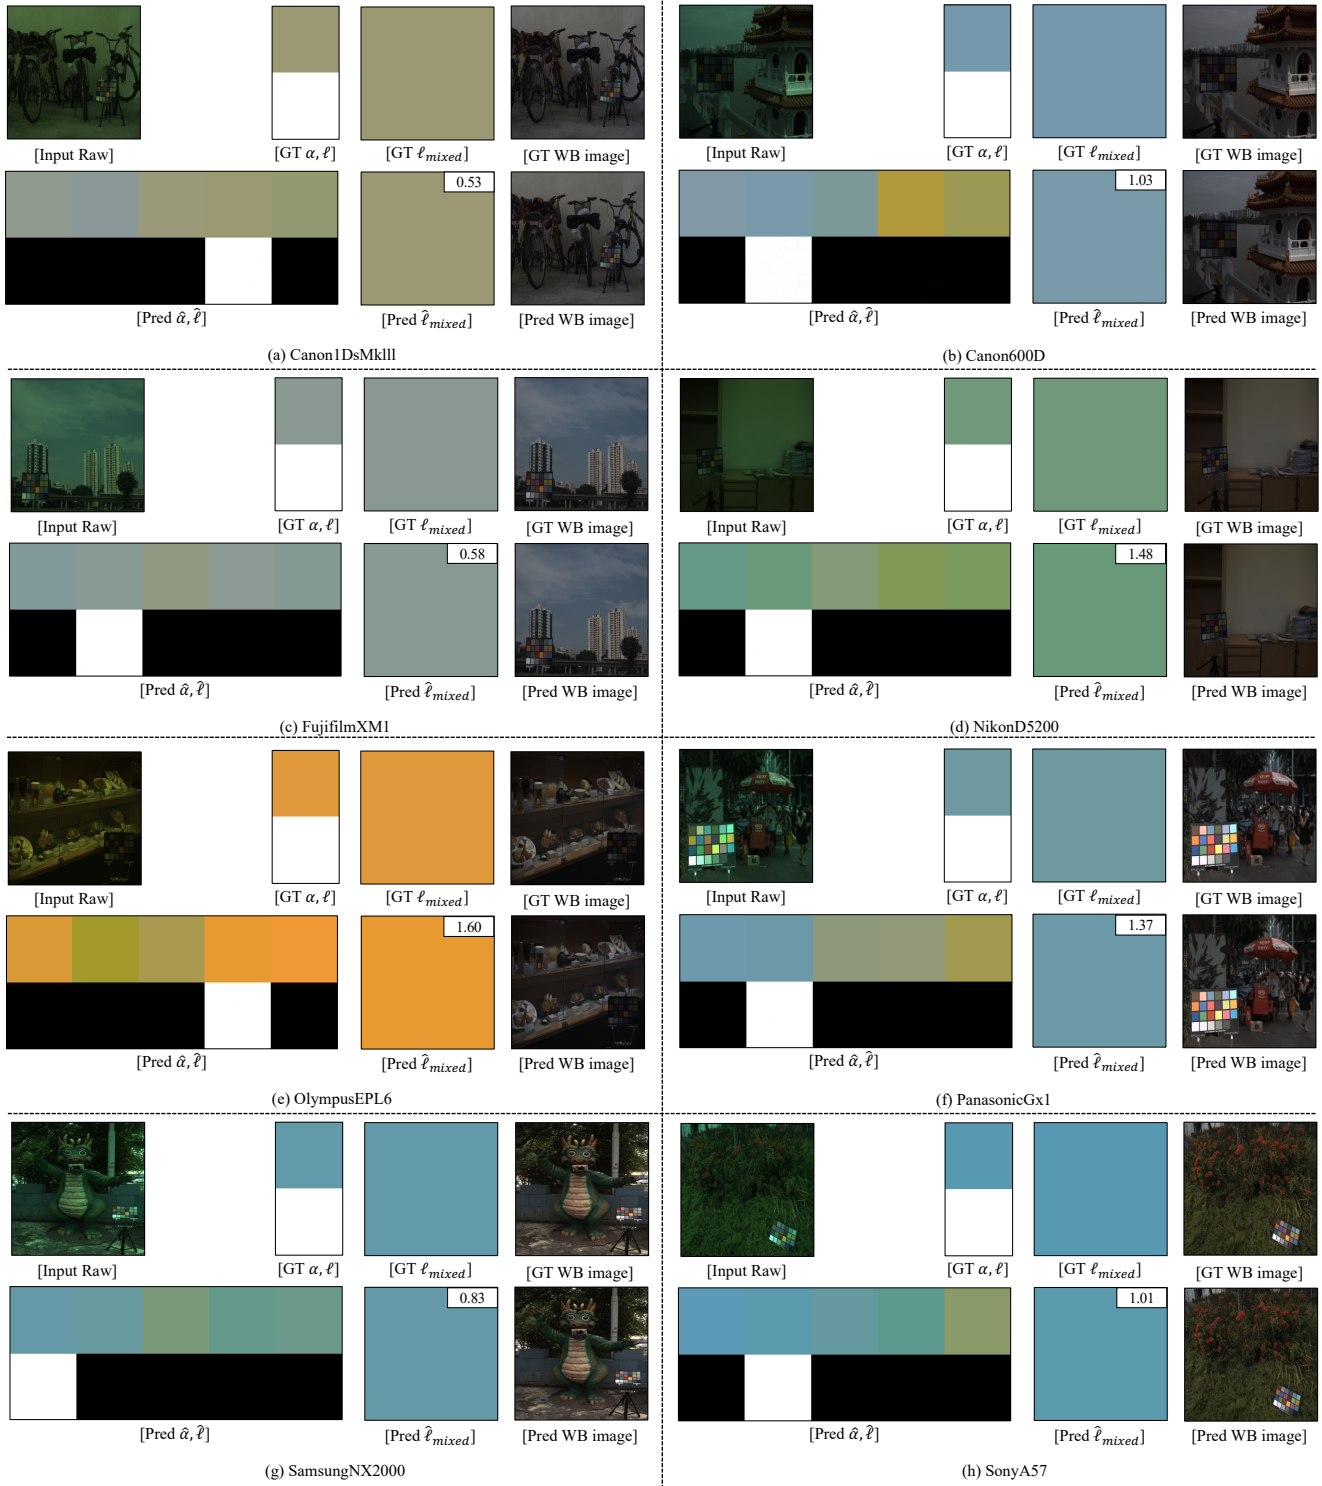 [Input Raw]
[GT α, ℓ]
[GT ℓmixed]
[GT WB image]
0.53
[Pred α̂, ℓ̂]
[Pred ℓ̂mixed]
[Pred WB image]
(a) Canon1DsMklll
[Input Raw]
[GT α, ℓ]
[GT ℓmixed]
[GT WB image]
1.03
[Pred α̂, ℓ̂]
[Pred ℓ̂mixed]
[Pred WB image]
(b) Canon600D
[Input Raw]
[GT α, ℓ]
[GT ℓmixed]
[GT WB image]
0.58
[Pred α̂, ℓ̂]
[Pred ℓ̂mixed]
[Pred WB image]
(c) FujifilmXM1
[Input Raw]
[GT α, ℓ]
[GT ℓmixed]
[GT WB image]
1.48
[Pred α̂, ℓ̂]
[Pred ℓ̂mixed]
[Pred WB image]
(d) NikonD5200
[Input Raw]
[GT α, ℓ]
[GT ℓmixed]
[GT WB image]
1.60
[Pred α̂, ℓ̂]
[Pred ℓ̂mixed]
[Pred WB image]
(e) OlympusEPL6
[Input Raw]
[GT α, ℓ]
[GT ℓmixed]
[GT WB image]
1.37
[Pred α̂, ℓ̂]
[Pred ℓ̂mixed]
[Pred WB image]
(f) PanasonicGx1
[Input Raw]
[GT α, ℓ]
[GT ℓmixed]
[GT WB image]
0.83
[Pred α̂, ℓ̂]
[Pred ℓ̂mixed]
[Pred WB image]
(g) SamsungNX2000
[Input Raw]
[GT α, ℓ]
[GT ℓmixed]
[GT WB image]
1.01
[Pred α̂, ℓ̂]
[Pred ℓ̂mixed]
[Pred WB image]
(h) SonyA57